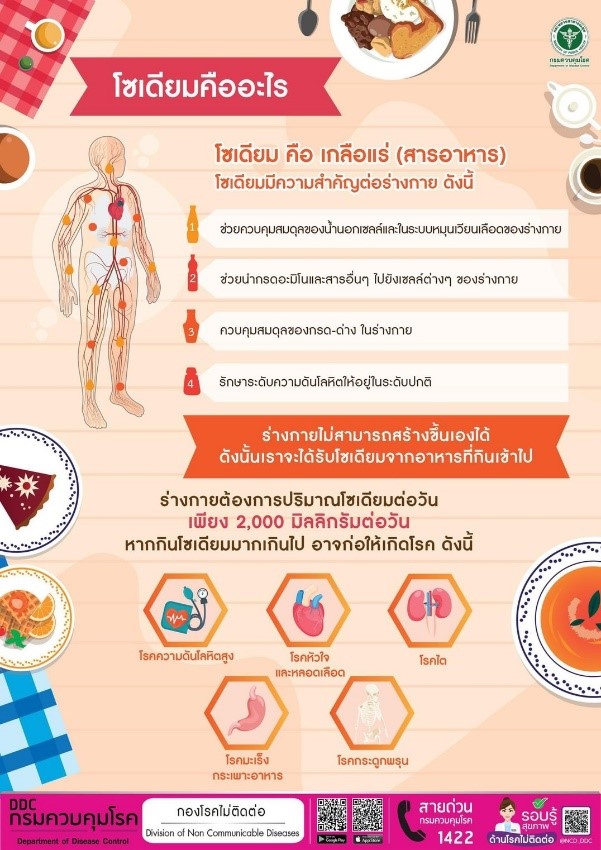 กรมควบคุมโรค
Department of Disease Control
โซเดียมคืออะไร
โซเดียม คือ เกลือแร่ (สารอาหาร)
โซเดียมมีความสำคัญต่อร่างกาย ดังนี้
1 ช่วยควบคุมสมดุลของน้ำนอกเซลล์และในระบบหมุนเวียนเลือดของร่างกาย
2 ช่วยนำกรดอะมิโนและสารอื่นๆ ไปยังเซลล์ต่างๆ ของร่างกาย
3 ควบคุมสมดุลของกรด-ด่าง ในร่างกาย
4 รักษาระดับความดันโลหิตให้อยู่ในระดับปกติ
ร่างกายไม่สามารถสร้างขึ้นเองได้
ดังนั้นเราจะได้รับโซเดียมจากอาหารที่กินเข้าไป
ร่างกายต้องการปริมาณโซเดียมต่อวัน
เพียง 2,000 มิลลิกรัมต่อวัน
หากกินโซเดียมมากเกินไป อาจก่อให้เกิดโรค ดังนี้
โรคความดันโลหิตสูง
โรคหัวใจ
และหลอดเลือด
โรคไต
โรคมะเร็ง
กระเพาะอาหาร
โรคกระดูกพรุน
DDC
กรมควบคุมโรค
Department of Disease Control
กองโรคไม่ติดต่อ
Division of Non Communicable Diseases
Google Play
App Store
สายด่วน
กรมควบคุมโรค
1422
รอบรู้
สุขภาพ
ด้านโรคไม่ติดต่อ
@NCD_DDC